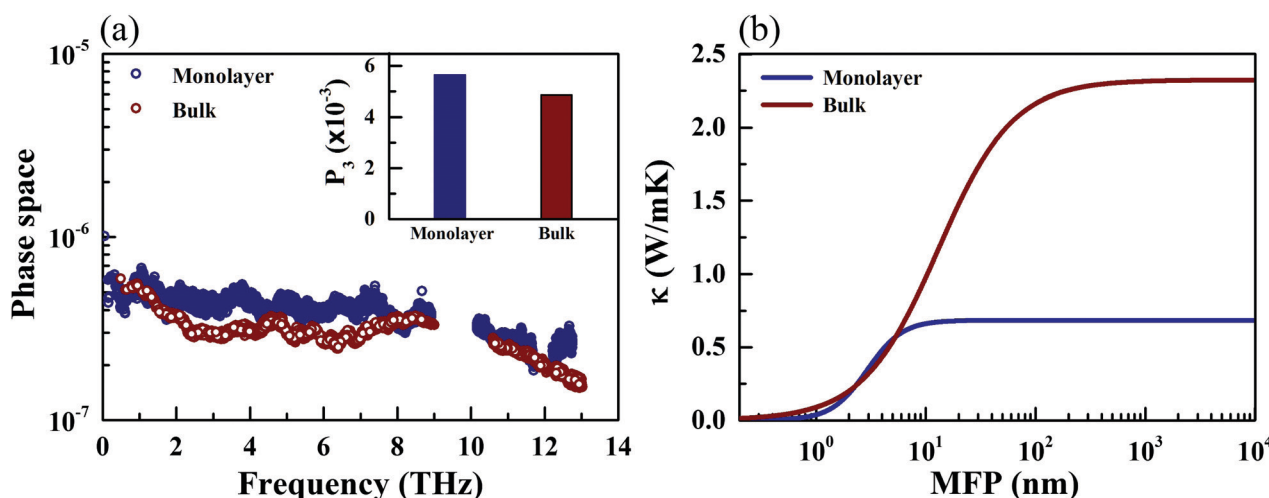 (a)
Phase space
10^-5
10^-6
10^-7
Monolayer
Bulk
P_3 (x10^-3)
6
4
2
0
Monolayer
Bulk
0 2 4 6 8 10 12 14
Frequency (THz)
(b)
κ (W/mK)
2.5
2.0
1.5
1.0
0.5
0.0
Monolayer
Bulk
10^0 10^1 10^2 10^3 10^4
MFP (nm)